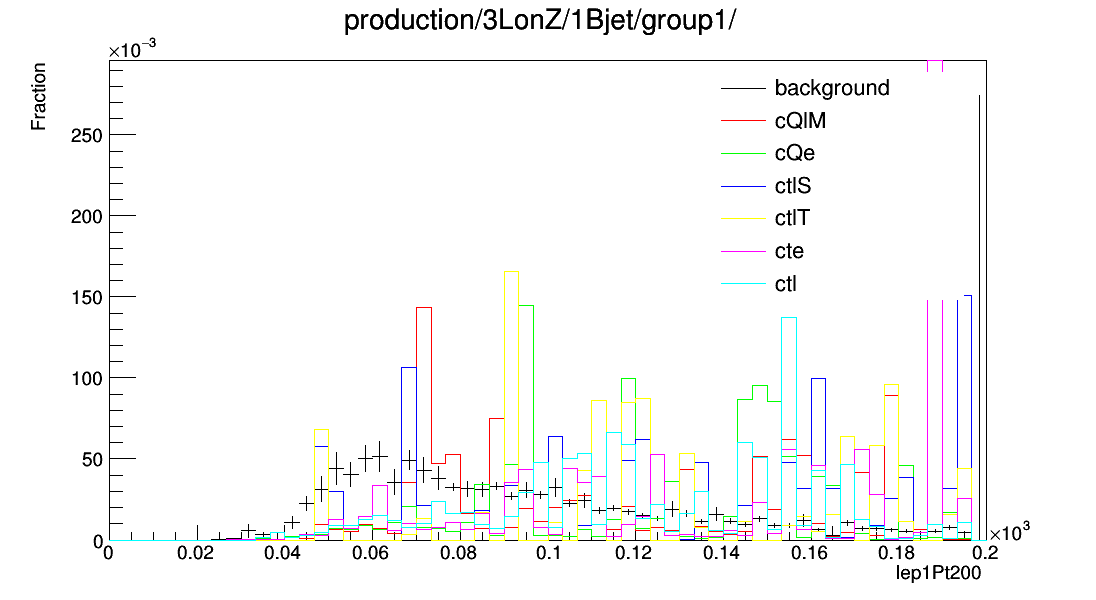 production/3LonZ/1Bjet/group1/
×10⁻³
Fraction
background
cQlM
cQe
ctlS
ctlT
cte
ctl
250
200
150
100
50
0
0 0.02 0.04 0.06 0.08 0.1 0.12 0.14 0.16 0.18 0.2
×10³
lep1Pt200